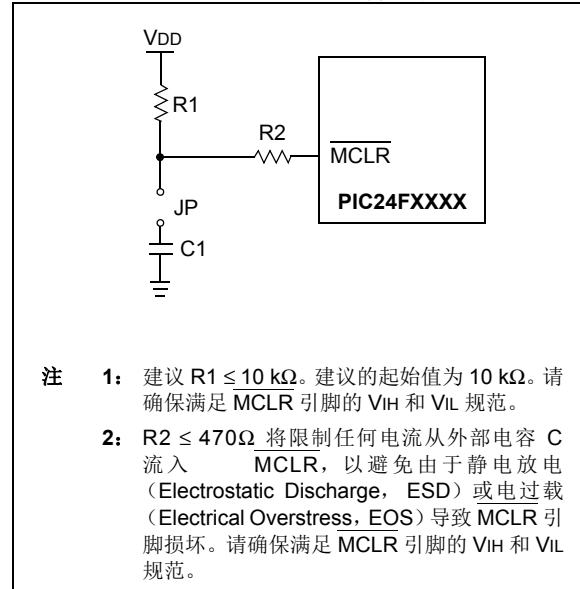 VDD
R1
R2
MCLR
PIC24FXXXX
JP
C1
注 1： 建议 R1 ≤ 10 kΩ。建议的起始值为 10 kΩ。请
确保满足 MCLR 引脚的 VIH 和 VIL 规范。
2： R2 ≤ 470Ω 将限制任何电流从外部电容 C
流入 MCLR，以避免由于静电放电
（Electrostatic Discharge， ESD）或电过载
（Electrical Overstress，EOS）导致 MCLR 引
脚损坏。请确保满足 MCLR 引脚的 VIH 和 VIL
规范。